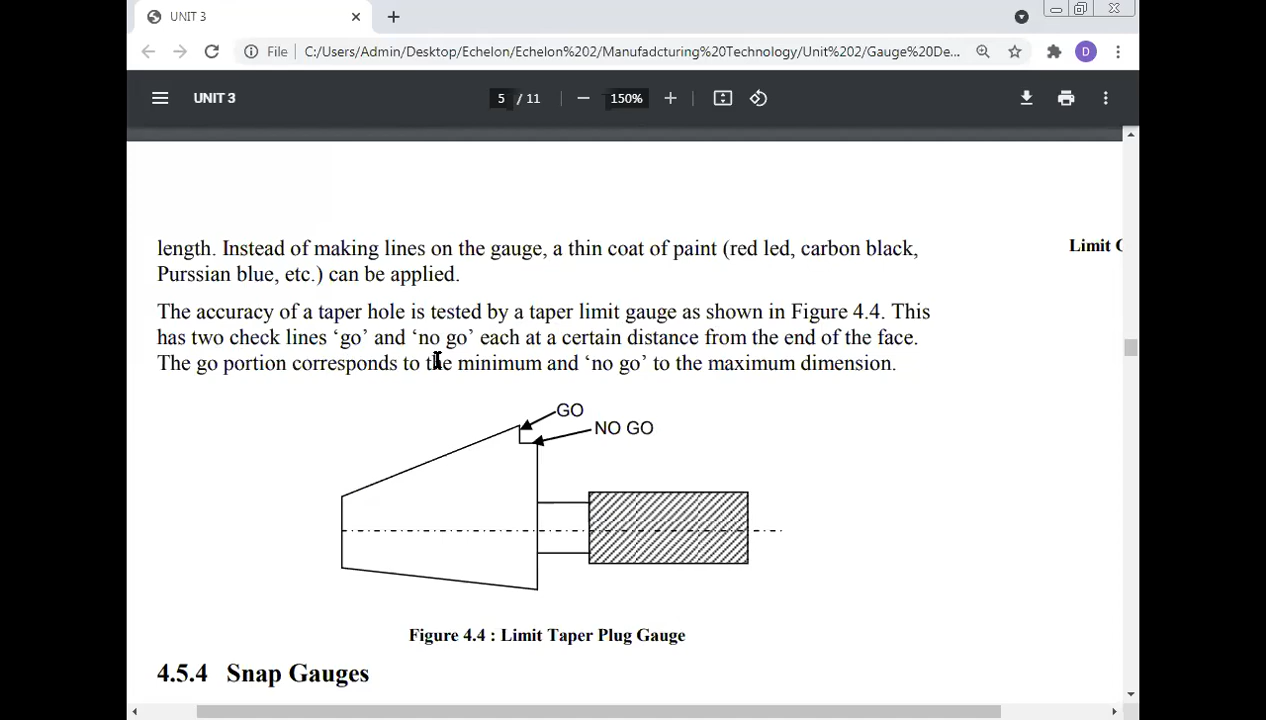 UNIT 3
File C:/Users/Admin/Desktop/Echelon/Echelon%202/Manufadcturing%20Technology/Unit%202/Gauge%20De...
D
UNIT 3
5 / 11
150%
length. Instead of making lines on the gauge, a thin coat of paint (red led, carbon black,
Limit G
Purssian blue, etc.) can be applied.
The accuracy of a taper hole is tested by a taper limit gauge as shown in Figure 4.4. This
has two check lines ‘go’ and ‘no go’ each at a certain distance from the end of the face.
The go portion corresponds to the minimum and ‘no go’ to the maximum dimension.
GO
NO GO
Figure 4.4 : Limit Taper Plug Gauge
4.5.4 Snap Gauges